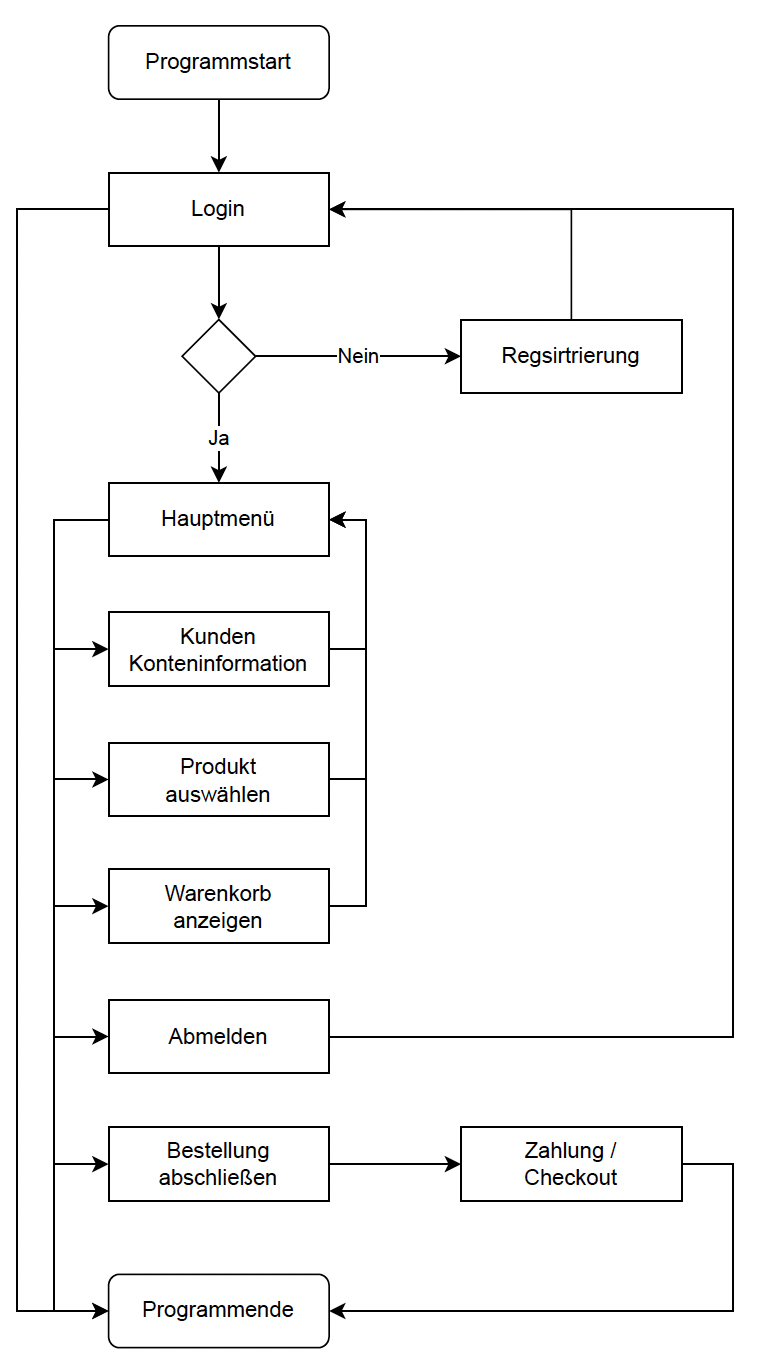 Programmstart
Login
Nein
Regsirtrierung
Ja
Hauptmenü
Kunden
Konteninformation
Produkt
auswählen
Warenkorb
anzeigen
Abmelden
Bestellung
abschließen
Zahlung /
Checkout
Programmende